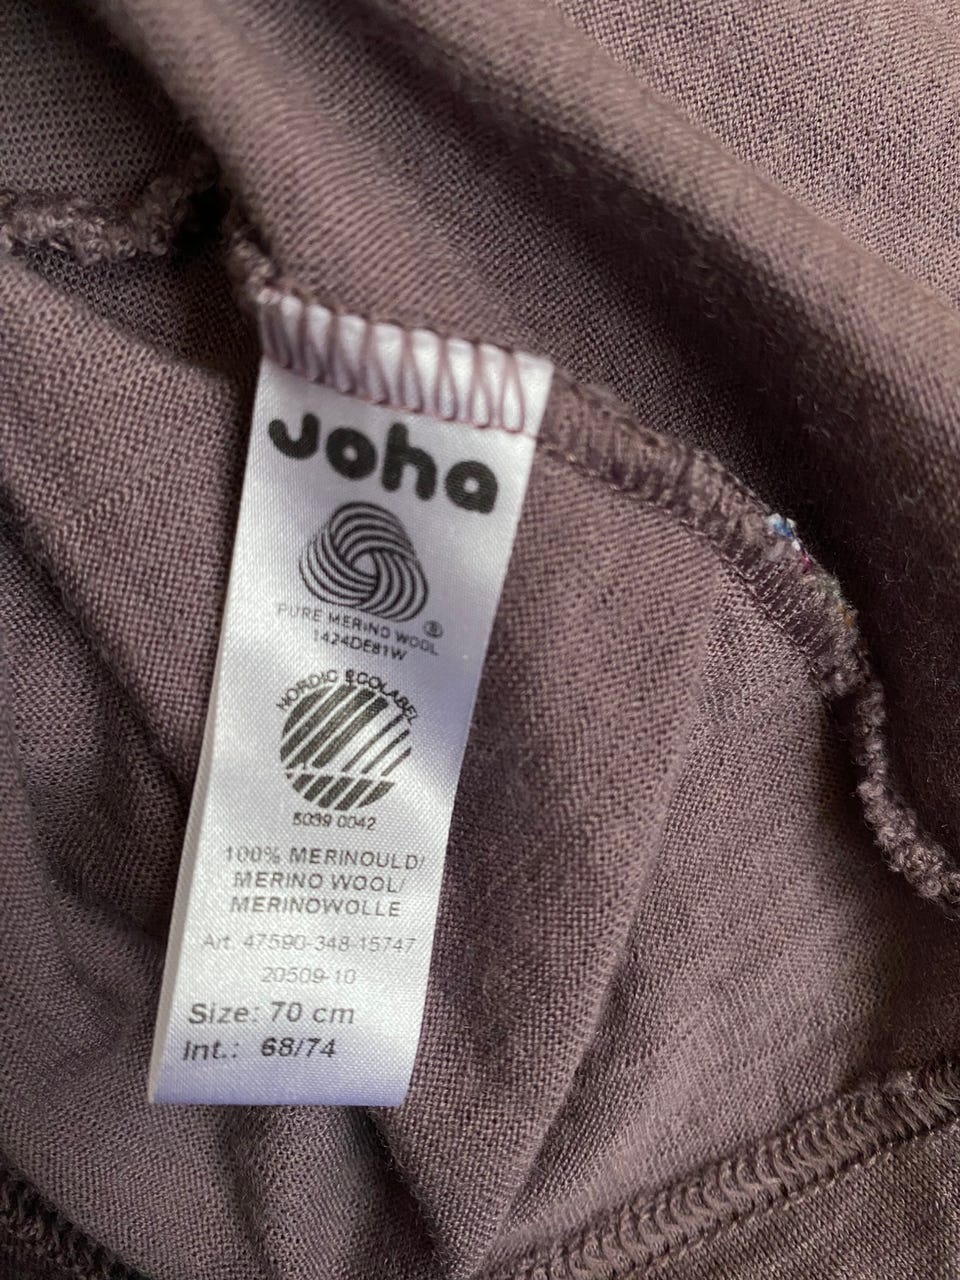 Joha
PURE MERINO WOOL ®
1424DE81W
NORDIC ECOLABEL
5039 0042
100% MERINOULD/
MERINO WOOL/
MERINOWOLLE
Art. 47590-348-15747
20509-10
Size: 70 cm
Int.: 68/74